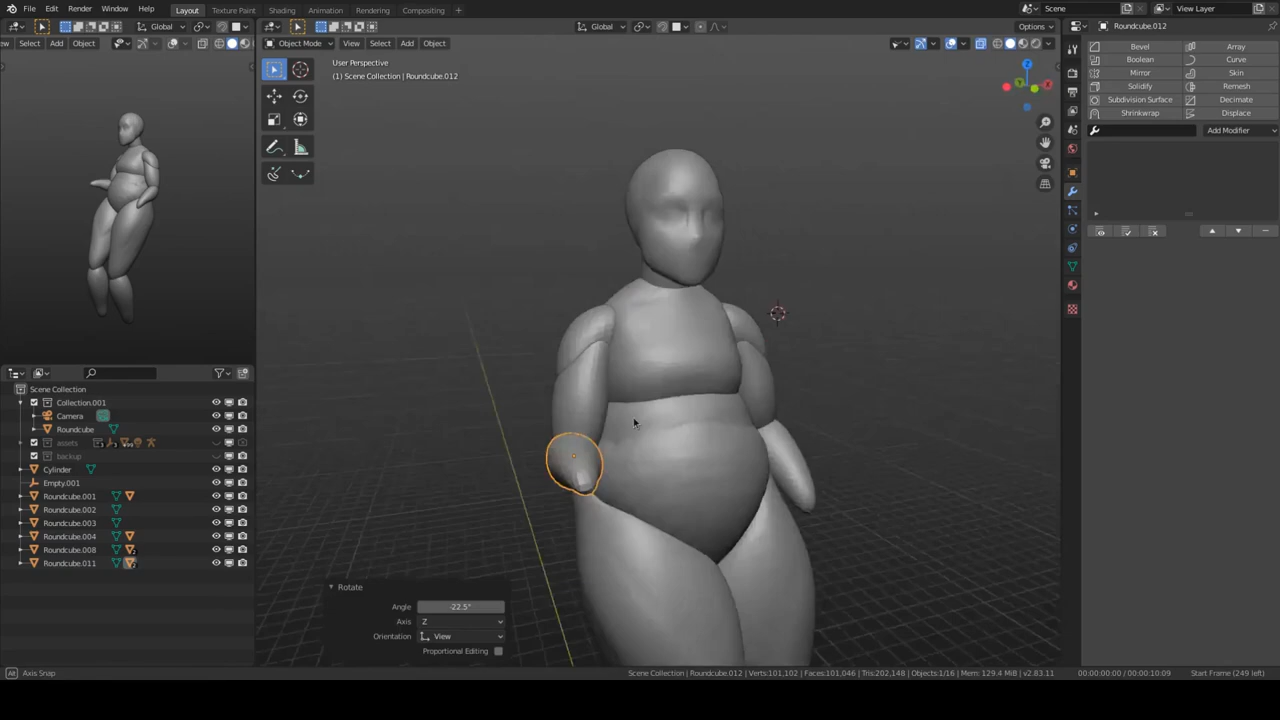 File Edit Render Window Help Layout Texture Paint Shading Animation Rendering Compositing + Scene View Layer
Global Global Options Roundcube.012
Select Add Object Object Mode View Select Add Object
User Perspective
(1) Scene Collection | Roundcube.012
Bevel Array
Boolean Curve
Mirror Skin
Solidify Remesh
Subdivision Surface Decimate
Shrinkwrap Displace
Add Modifier
Scene Collection
Collection.001
Camera
Roundcube
assets
backup
Cylinder
Empty.001
Roundcube.001
Roundcube.002
Roundcube.003
Roundcube.004
Roundcube.008
Roundcube.011
Rotate
Angle -22.5°
Axis Z
Orientation View
Proportional Editing
Alt Axis Snap Scene Collection | Roundcube.012 | Verts:101,102 | Faces:101,046 | Tris:202,148 | Objects:1/16 | Mem: 129.4 MiB | v2.83.11 00:00:00:00 / 00:00:10:09 Start Frame (249 left)